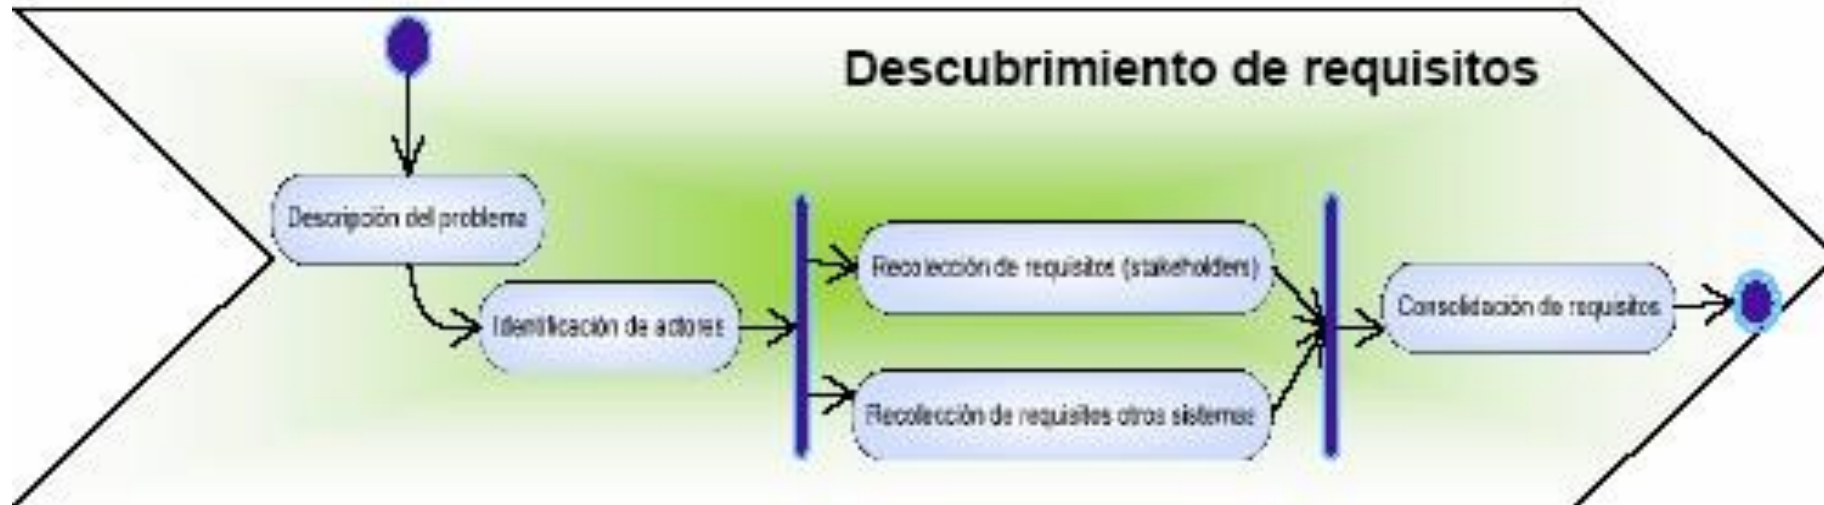 Descubrimiento de requisitos
Descripción del problema
Identificación de actores
Recolección de requisitos (stakeholders)
Recolección de requisitos otros sistemas
Consolidación de requisitos